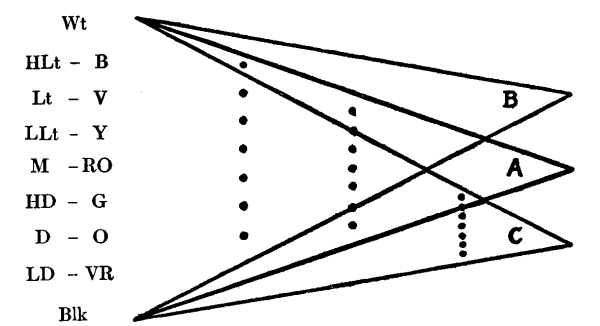 Wt
HLt - B
Lt - V
B
LLt - Y
M - RO
A
HD - G
D - O
C
LD - VR
Blk